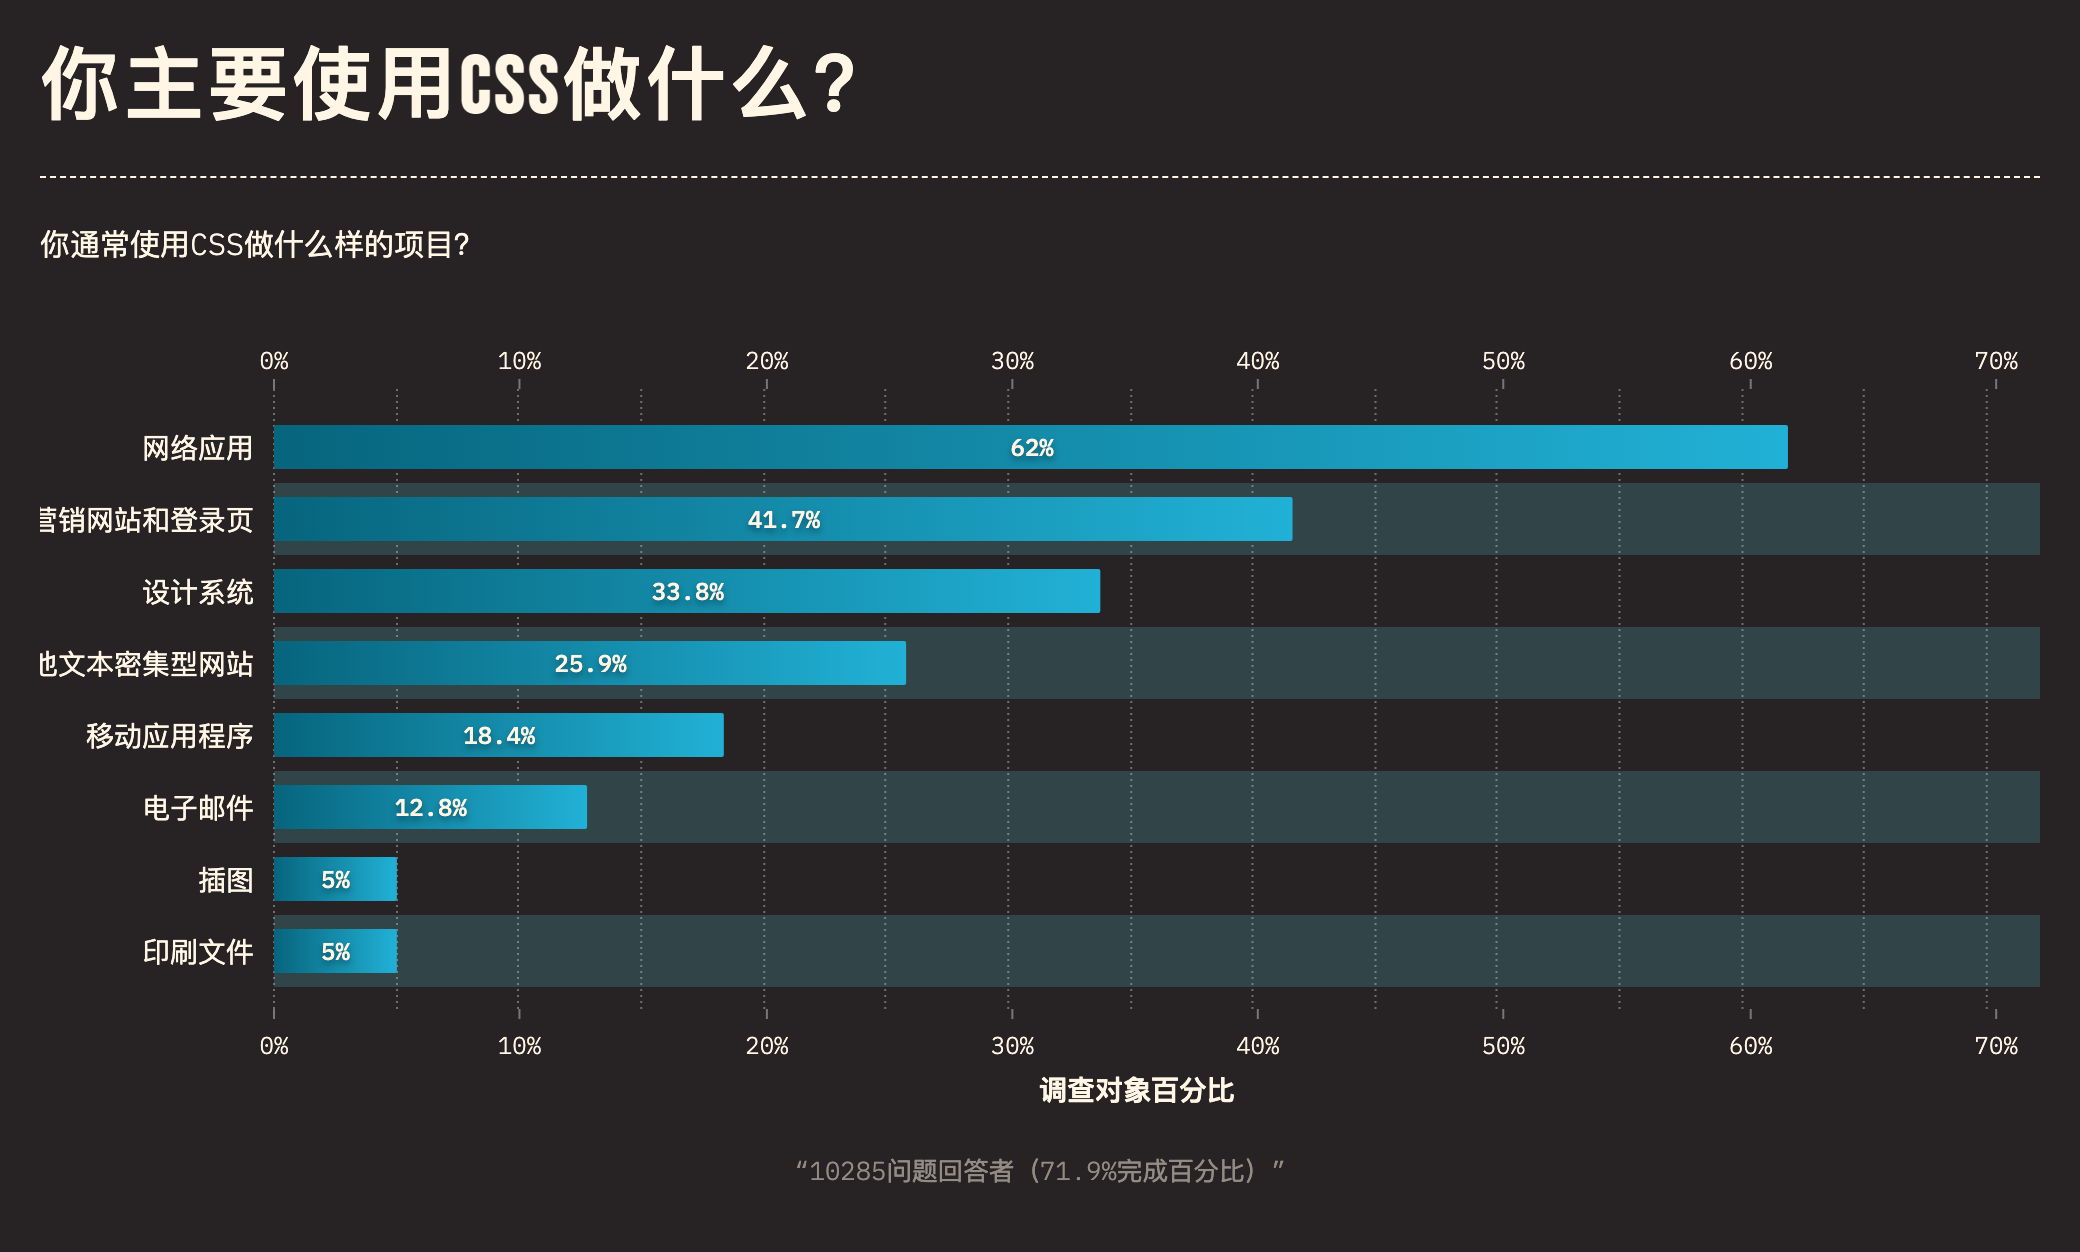 你主要使用CSS做什么?
你通常使用CSS做什么样的项目?
0% 10% 20% 30% 40% 50% 60% 70%
网络应用 62%
营销网站和登录页 41.7%
设计系统 33.8%
他文本密集型网站 25.9%
移动应用程序 18.4%
电子邮件 12.8%
插图 5%
印刷文件 5%
0% 10% 20% 30% 40% 50% 60% 70%
调查对象百分比
“10285问题回答者（71.9%完成百分比）”